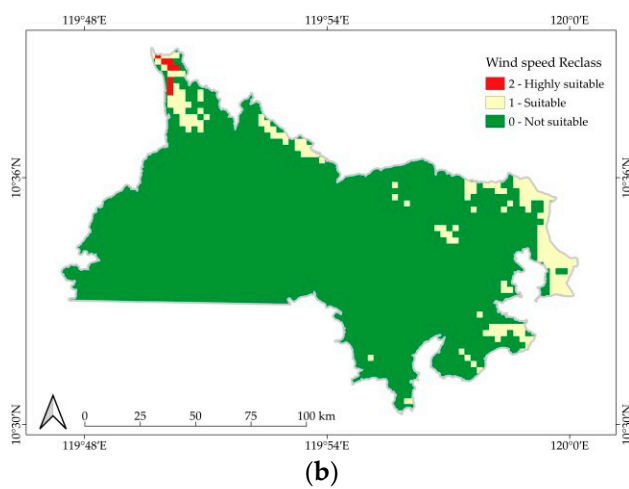 119°48'E
119°54'E
120°0'E
Wind speed Reclass
2 - Highly suitable
1 - Suitable
0 - Not suitable
10°36'N
10°36'N
10°30'N
10°30'N
0 25 50 75 100 km
119°48'E
119°54'E
120°0'E
(b)